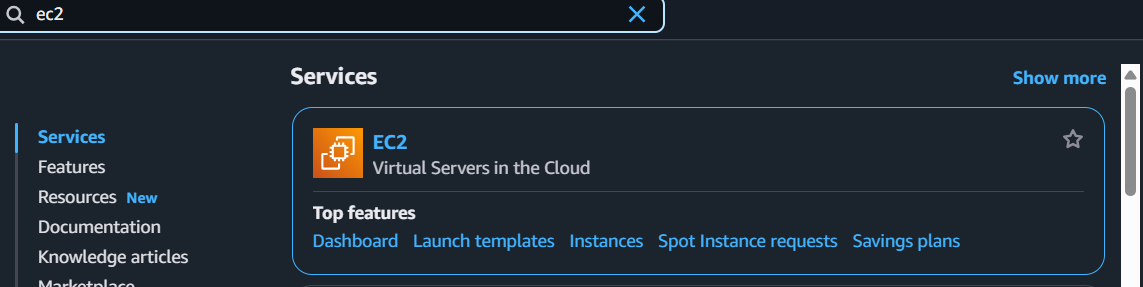 ec2
Services
Show more
Services
Features
Resources New
Documentation
Knowledge articles
Marketplace
EC2
Virtual Servers in the Cloud
Top features
Dashboard Launch templates Instances Spot Instance requests Savings plans